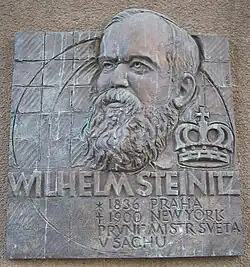 WILHELM STEINITZ
* 1836 PRAHA
† 1900 NEW YORK
PRVNÍ MISTR SVĚTA
V ŠACHU